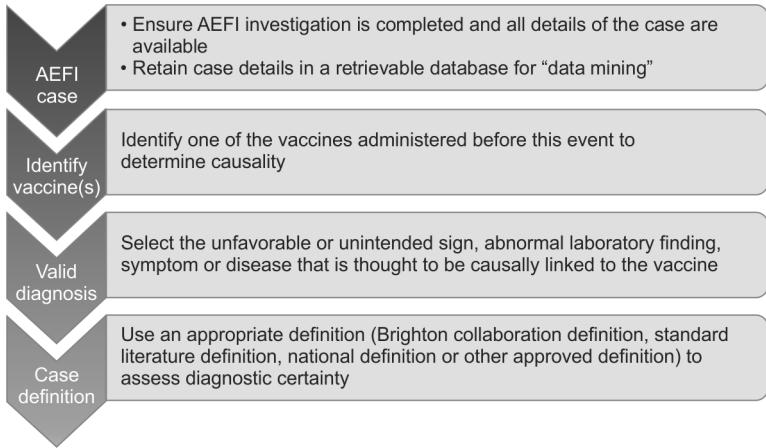 AEFI
case
• Ensure AEFI investigation is completed and all details of the case are
available
• Retain case details in a retrievable database for “data mining”
Identify
vaccine(s)
Identify one of the vaccines administered before this event to
determine causality
Valid
diagnosis
Select the unfavorable or unintended sign, abnormal laboratory finding,
symptom or disease that is thought to be causally linked to the vaccine
Case
definition
Use an appropriate definition (Brighton collaboration definition, standard
literature definition, national definition or other approved definition) to
assess diagnostic certainty